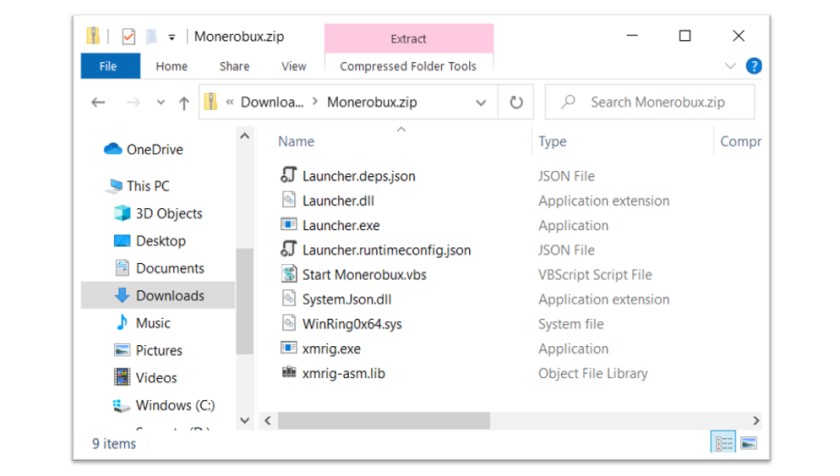 Monerobux.zip
Extract
File Home Share View Compressed Folder Tools
« Downloa... Monerobux.zip Search Monerobux.zip
Name Type Compr
OneDrive
This PC
3D Objects
Desktop
Documents
Downloads
Music
Pictures
Videos
Windows (C:)
Launcher.deps.json JSON File
Launcher.dll Application extension
Launcher.exe Application
Launcher.runtimeconfig.json JSON File
Start Monerobux.vbs VBScript Script File
System.Json.dll Application extension
WinRing0x64.sys System file
xmrig.exe Application
xmrig-asm.lib Object File Library
9 items